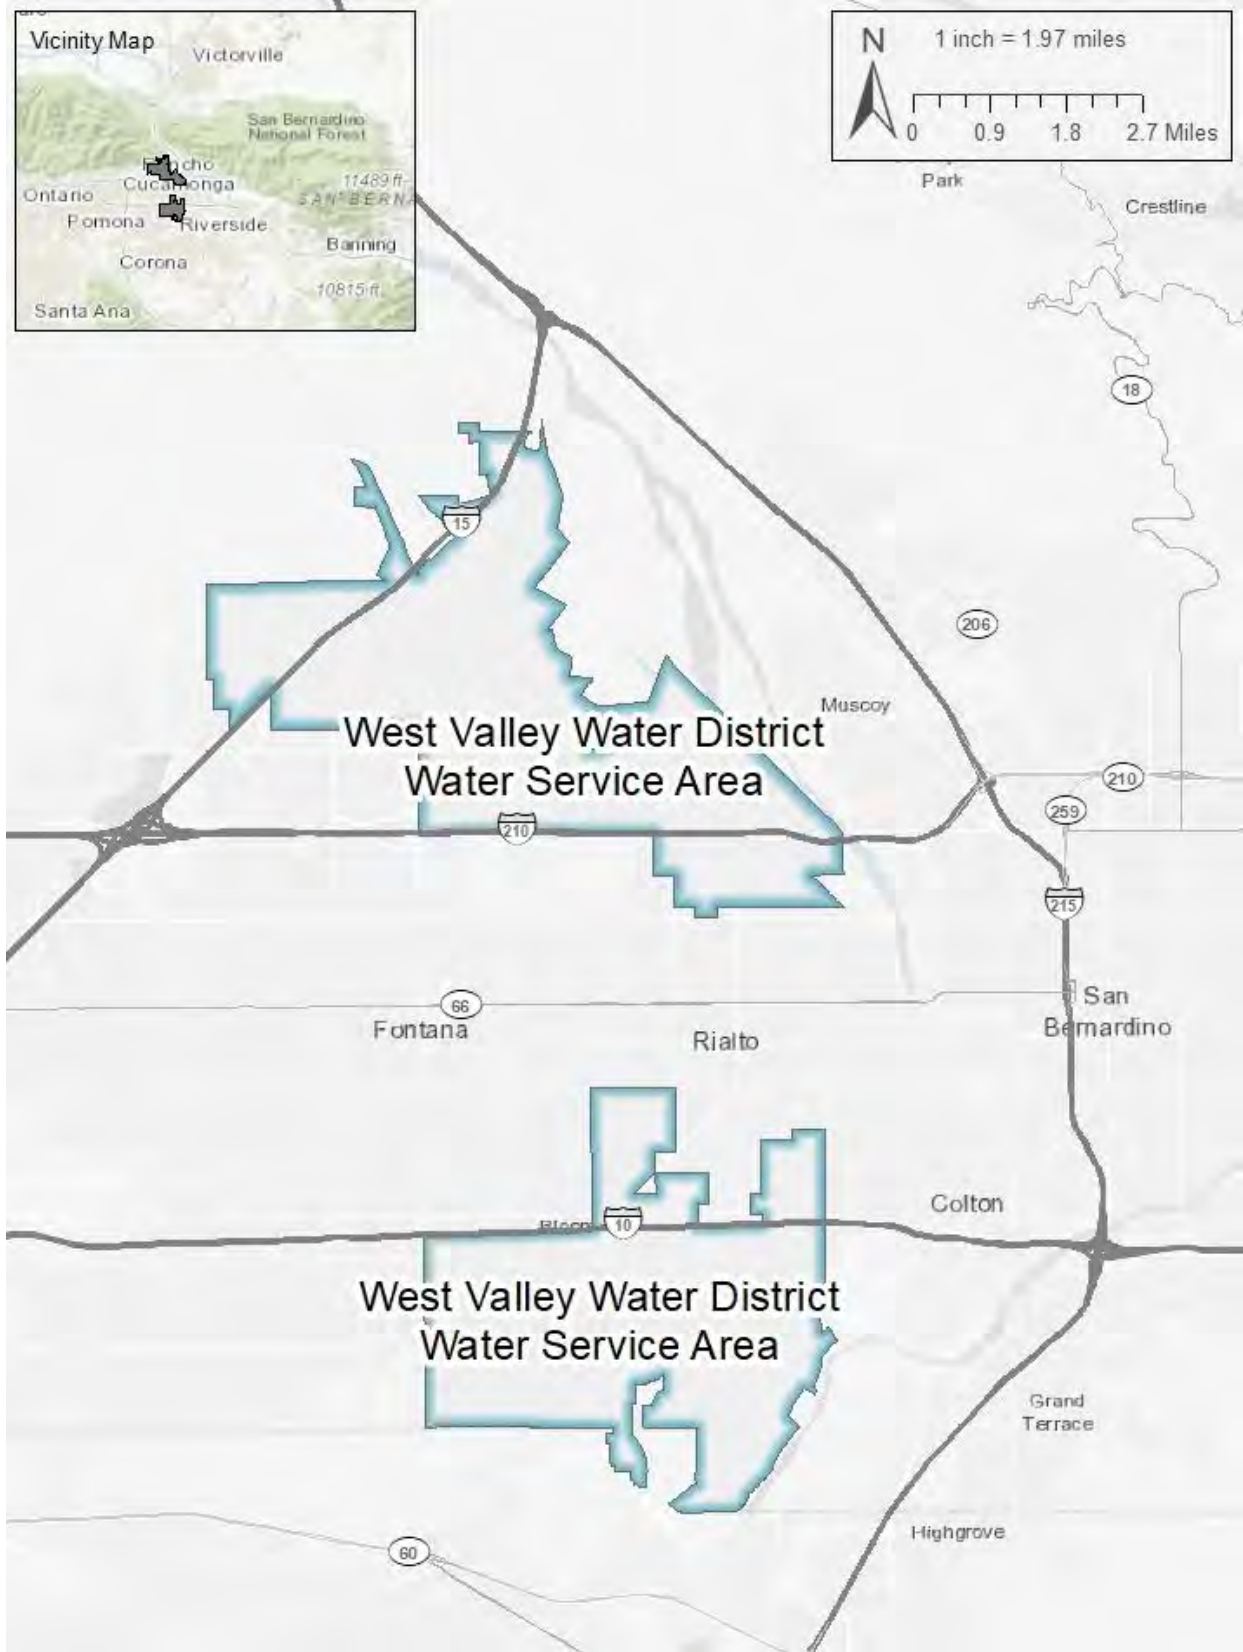 Vicinity Map
Victorville
San Bernardino
National Forest
Cucamonga
11489 ft
Ontario
SAN BERNA
Pomona
Riverside
Banning
Corona
10815 ft
Santa Ana
N
1 inch = 1.97 miles
0 0.9 1.8 2.7 Miles
Park
Crestline
18
15
206
Muscoy
West Valley Water District
Water Service Area
210
259
210
215
66
San
Bernardino
Fontana
Rialto
Colton
10
West Valley Water District
Water Service Area
Grand
Terrace
Highgrove
60